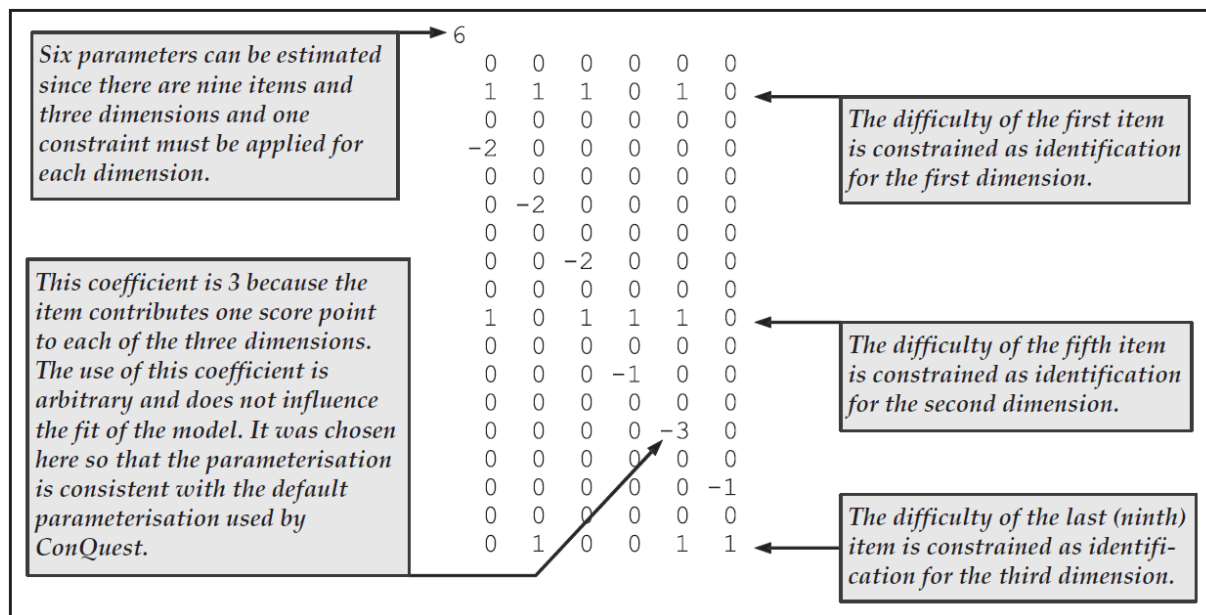 Six parameters can be estimated
since there are nine items and
three dimensions and one
constraint must be applied for
each dimension.
6
0 0 0 0 0 0
1 1 1 0 1 0
0 0 0 0 0 0
-2 0 0 0 0 0
0 0 0 0 0 0
0 -2 0 0 0 0
0 0 0 0 0 0
0 0 -2 0 0 0
0 0 0 0 0 0
1 0 1 1 1 0
0 0 0 -1 0 0
0 0 0 0 0 0
0 0 0 0 -3 0
0 0 0 0 0 0
0 0 0 0 0 -1
0 0 0 0 0 0
0 1 0 0 1 1
The difficulty of the first item
is constrained as identification
for the first dimension.
This coefficient is 3 because the
item contributes one score point
to each of the three dimensions.
The use of this coefficient is
arbitrary and does not influence
the fit of the model. It was chosen
here so that the parameterisation
is consistent with the default
parameterisation used by
ConQuest.
The difficulty of the fifth item
is constrained as identification
for the second dimension.
The difficulty of the last (ninth)
item is constrained as identifi-
cation for the third dimension.